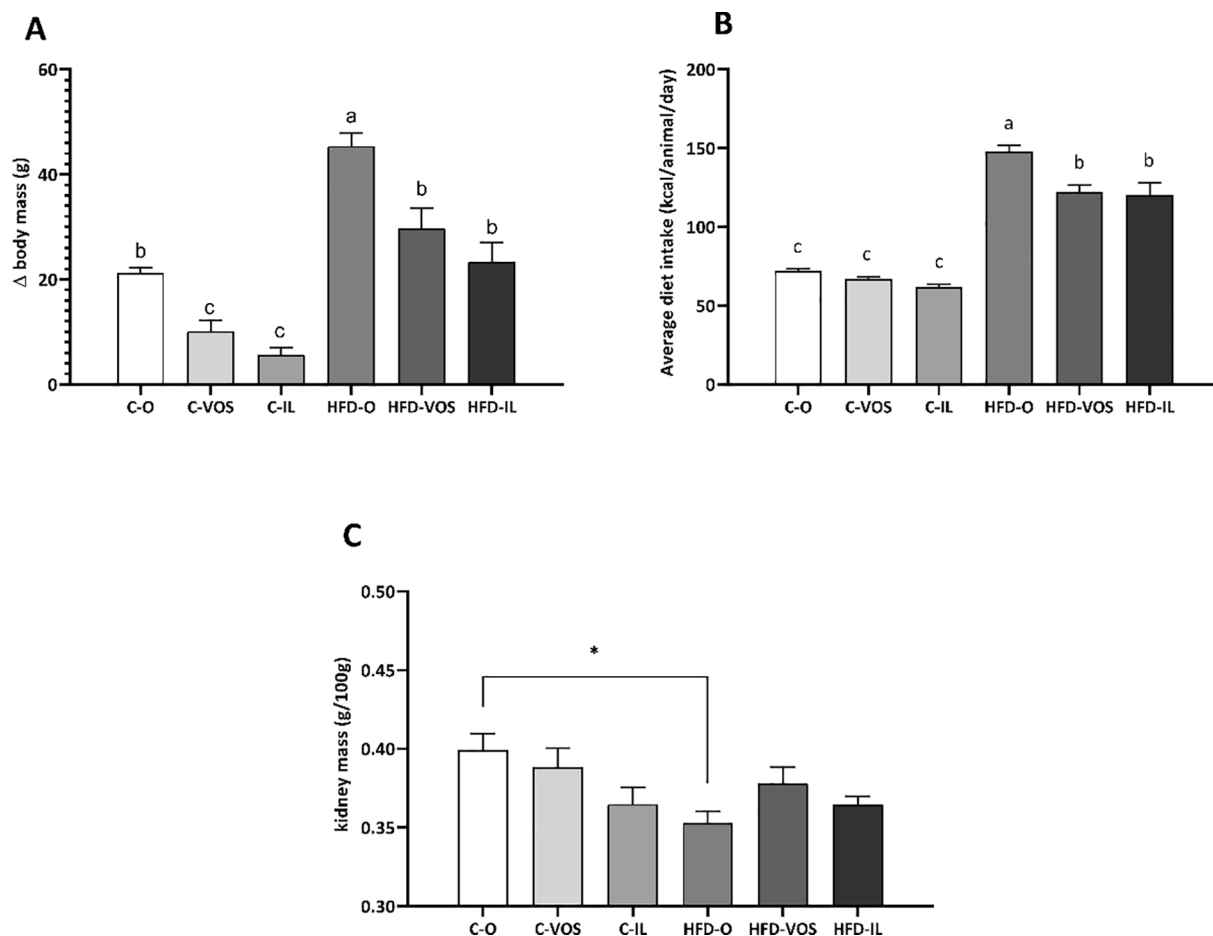 A
Δ body mass (g)
60
40
20
0
b
c
c
a
b
b
C-O C-VOS C-IL HFD-O HFD-VOS HFD-IL
B
Average diet intake (kcal/animal/day)
200
150
100
50
0
c
c
c
a
b
b
C-O C-VOS C-IL HFD-O HFD-VOS HFD-IL
C
kidney mass (g/100g)
0.50
0.45
0.40
0.35
0.30
*
C-O C-VOS C-IL HFD-O HFD-VOS HFD-IL